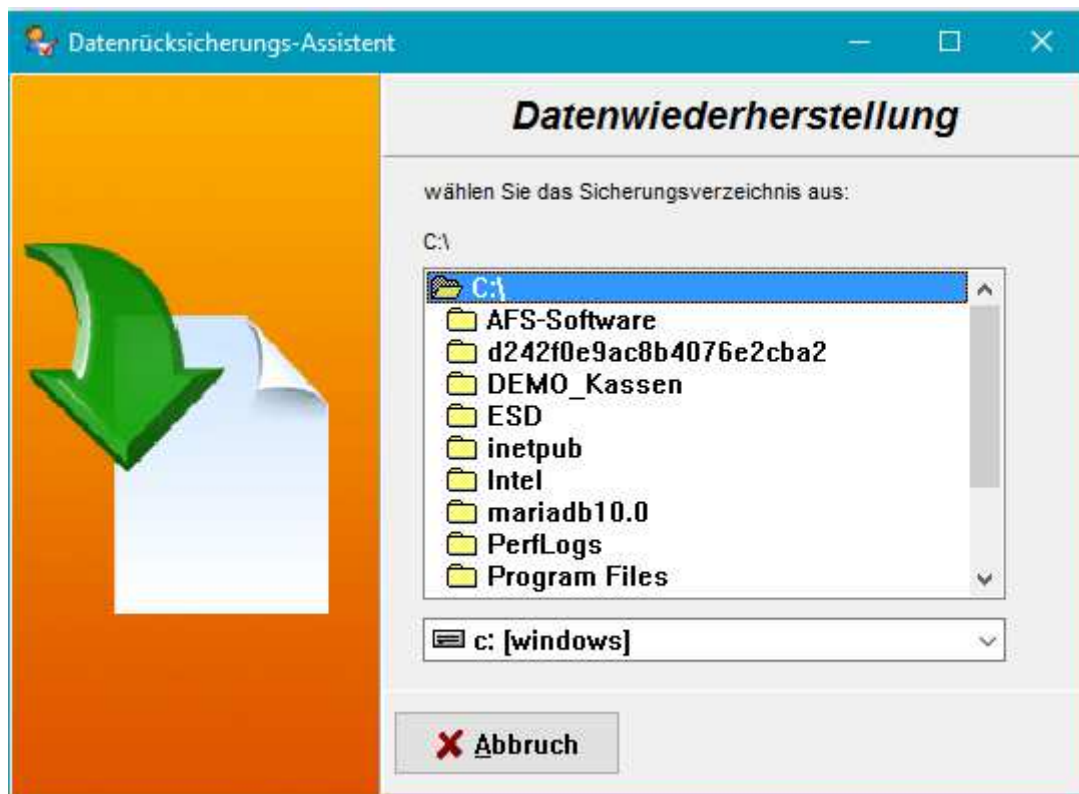 Datenrücksicherungs-Assistent
Datenwiederherstellung
wählen Sie das Sicherungsverzeichnis aus:
C:\
C:\
AFS-Software
d242f0e9ac8b4076e2cba2
DEMO_Kassen
ESD
inetpub
Intel
mariadb10.0
PerfLogs
Program Files
c: [windows]
Abbruch